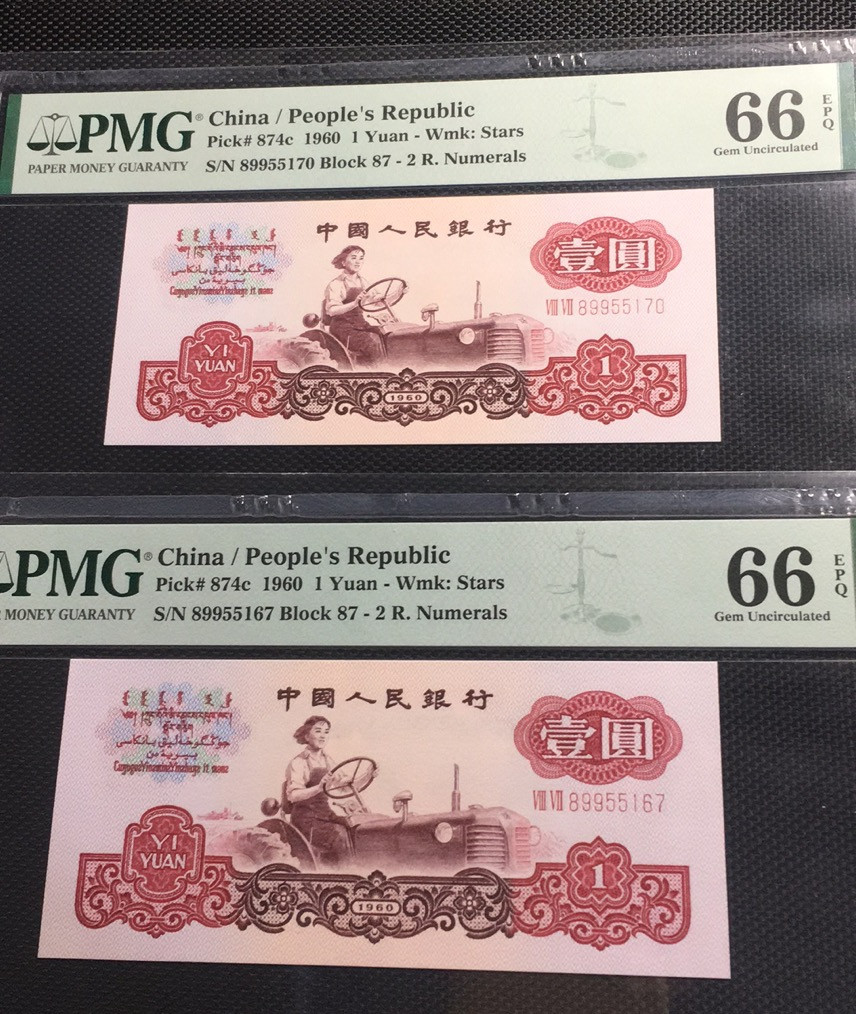 PMG®
PAPER MONEY GUARANTY
China / People's Republic
Pick# 874c 1960 1 Yuan - Wmk: Stars
S/N 89955170 Block 87 - 2 R. Numerals
66 EPQ
Gem Uncirculated
中國人民銀行
壹圓
VIII VII 89955170
YI
YUAN
1960
1
PMG®
MONEY GUARANTY
China / People's Republic
Pick# 874c 1960 1 Yuan - Wmk: Stars
S/N 89955167 Block 87 - 2 R. Numerals
66 EPQ
Gem Uncirculated
中國人民銀行
壹圓
VIII VII 89955167
YI
YUAN
1960
1